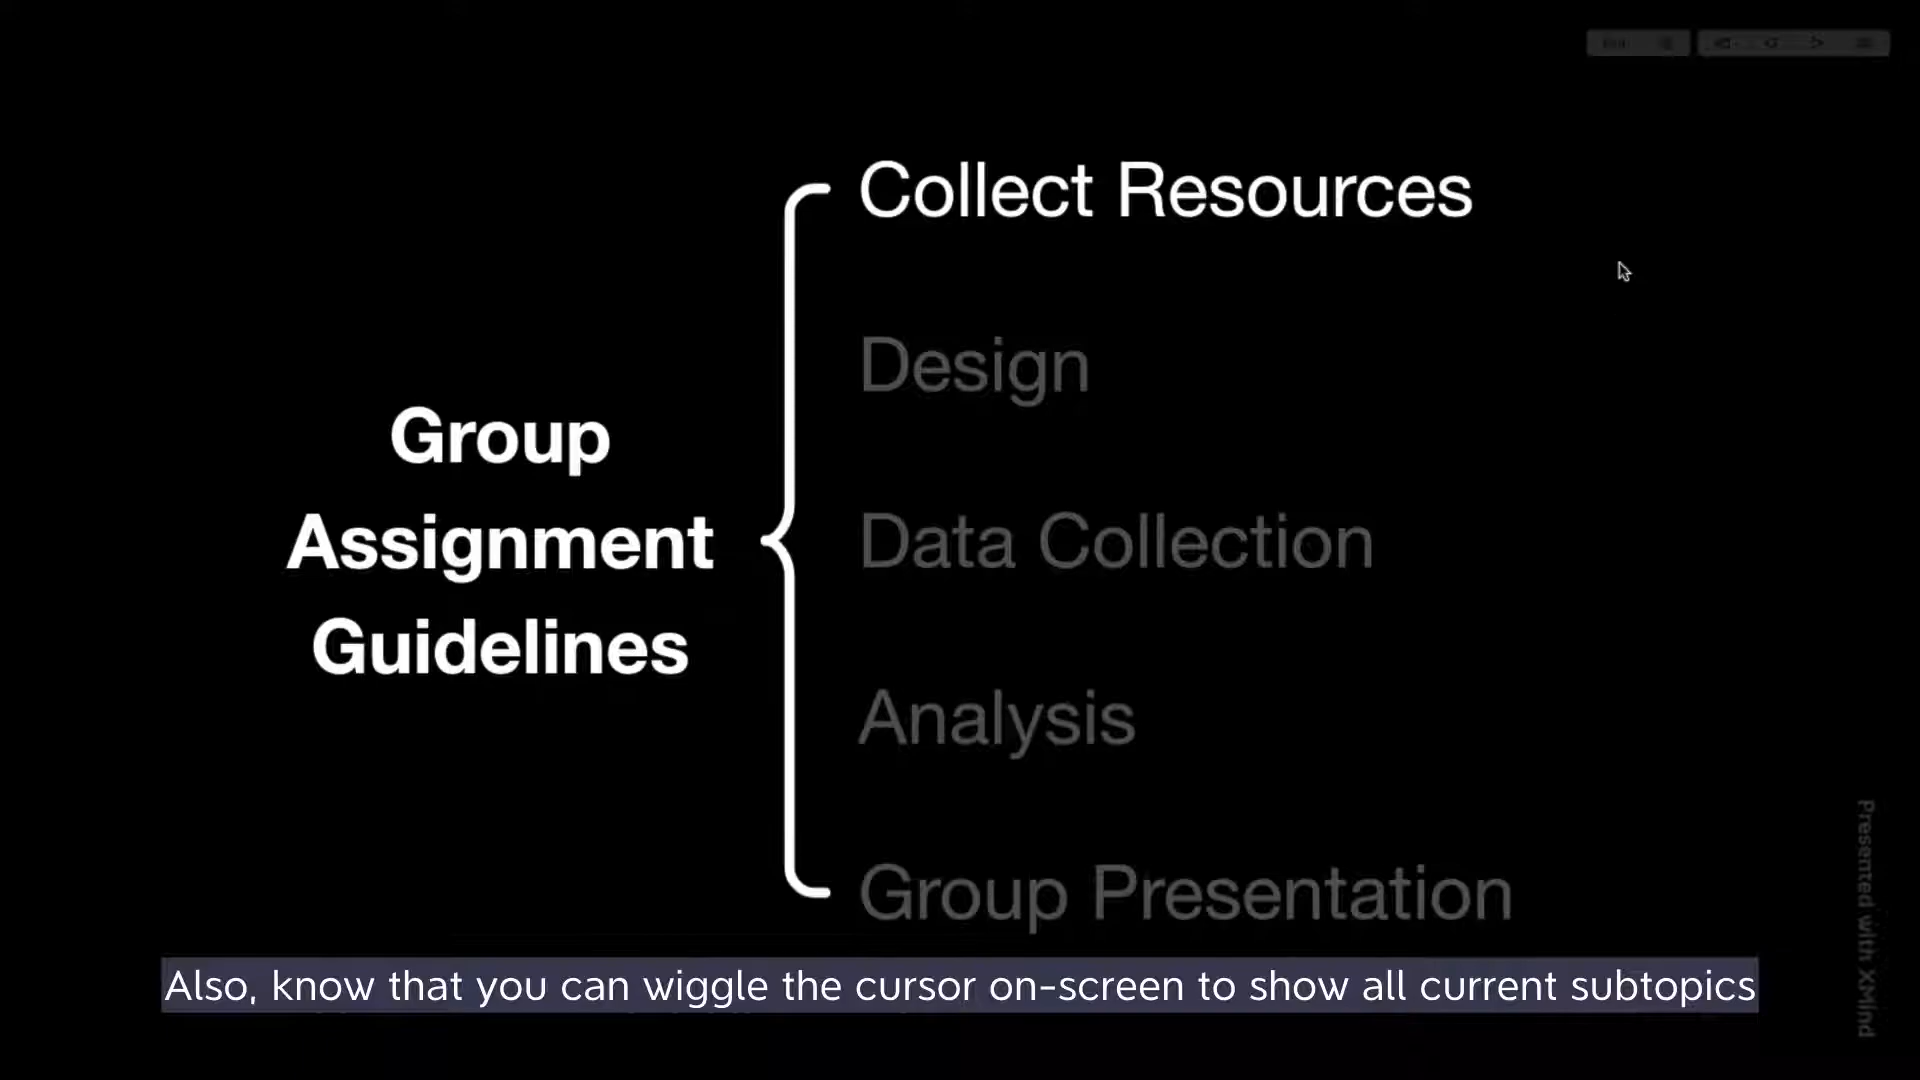 Collect Resources
Design
Group
Assignment
Guidelines
Data Collection
Analysis
Group Presentation
Also, know that you can wiggle the cursor on-screen to show all current subtopics
Presented with XMind